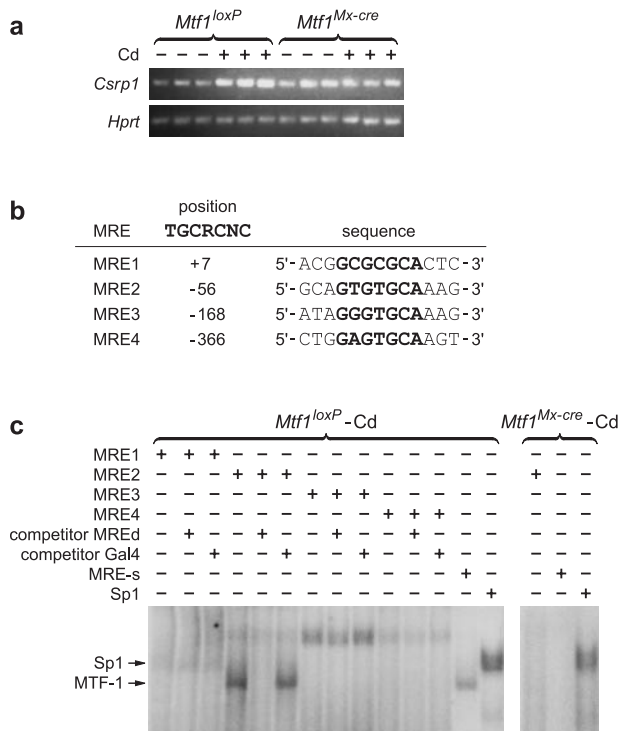 a
Mtf1loxP Mtf1Mx-cre
Cd − − − + + + − − − + + +
Csrp1
Hprt
b
position
MRE TGCRCNC sequence
MRE1 +7 5'-ACGGCGCGCACTC-3'
MRE2 -56 5'-GCAGTGTGCAAAG-3'
MRE3 -168 5'-ATAGGGTGCAAAG-3'
MRE4 -366 5'-CTGGAGTGCAAGT-3'
c
Mtf1loxP-Cd Mtf1Mx-cre-Cd
MRE1 + + + − − − − − − − − − − − − − −
MRE2 − − − + + + − − − − − − − − + − −
MRE3 − − − − − − + + + − − − − − − − −
MRE4 − − − − − − − − − + + + − − − − −
competitor MREd − + − − + − − + − − + − − − − − −
competitor Gal4 − − + − − + − − + − − + − − − − −
MRE-s − − − − − − − − − − − − + − − + −
Sp1 − − − − − − − − − − − − − + − − +
Sp1
MTF-1